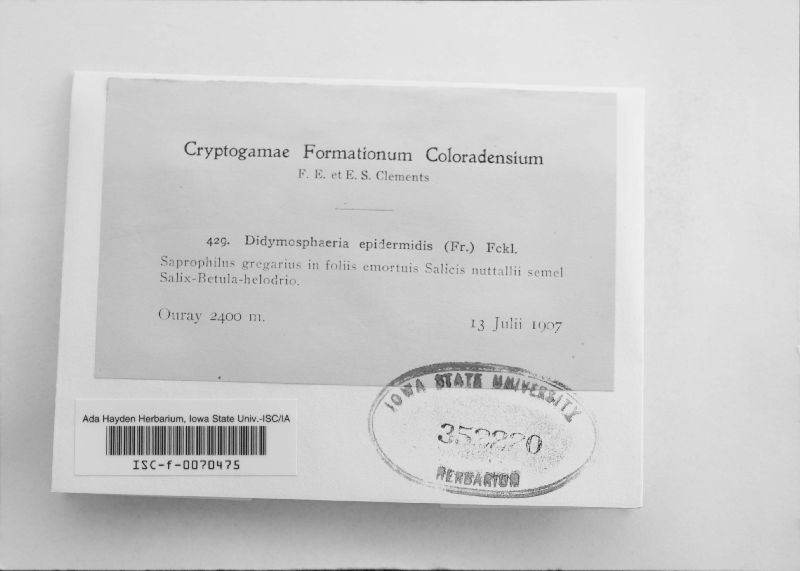 Cryptogamae Formationum Coloradensium
F. E. et E. S. Clements
429. Didymosphaeria epidermidis (Fr.) Fckl.
Saprophilus gregarius in foliis emortuis Salicis nuttallii semel
Salix-Betula-helodrio.
Ouray 2400 m.
13 Julii 1907
IOWA STATE UNIVERSITY
352220
HERBARIUM
Ada Hayden Herbarium, Iowa State Univ.-ISC/IA
ISC-f-0070475